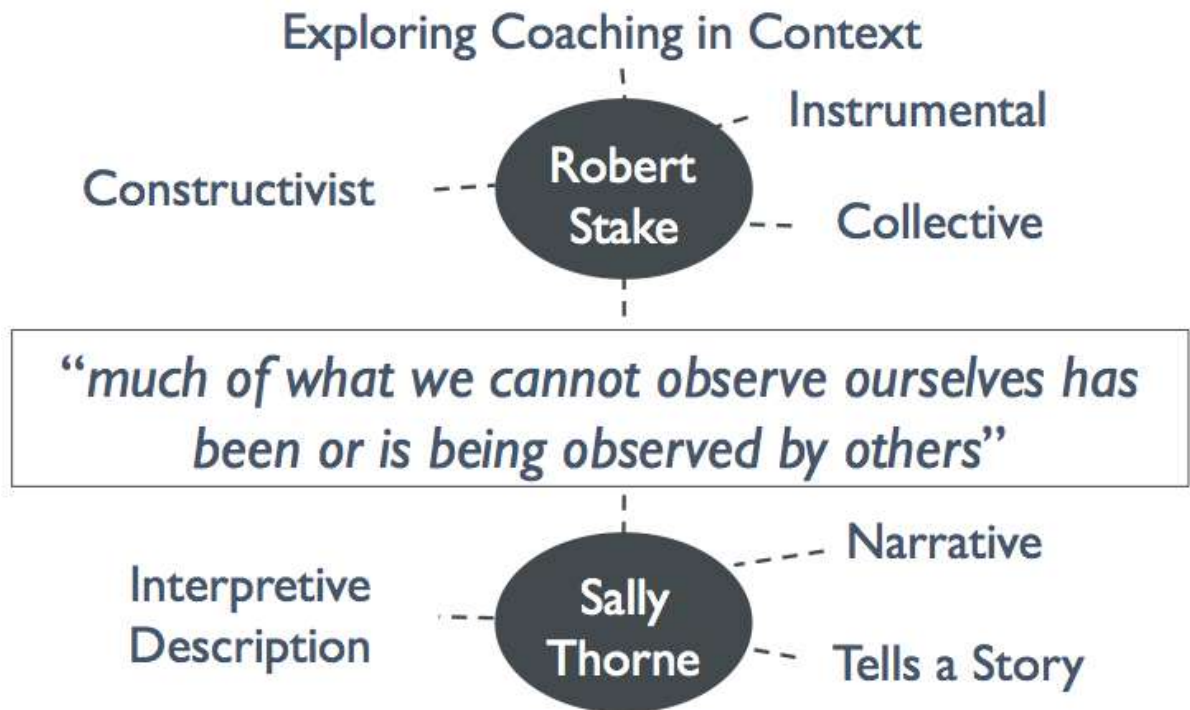 Exploring Coaching in Context
Instrumental
Constructivist
Robert
Stake
Collective
“much of what we cannot observe ourselves has
been or is being observed by others”
Narrative
Interpretive
Description
Sally
Thorne
Tells a Story